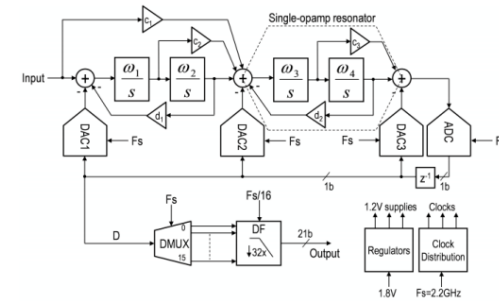 Single-opamp resonator
c₁
c₂
c₃
Input
+
ω₁
s
ω₂
s
+
ω₃
s
ω₄
s
+
d₁
d₂
DAC1
Fs
DAC2
Fs
Fs
DAC3
ADC
F
1b
z⁻¹
1b
Fs
Fs/16
1.2V supplies
Clocks
D
DMUX
0
15
DF
↓32x
21b
Output
Regulators
Clock
Distribution
1.8V
Fs=2.2GHz